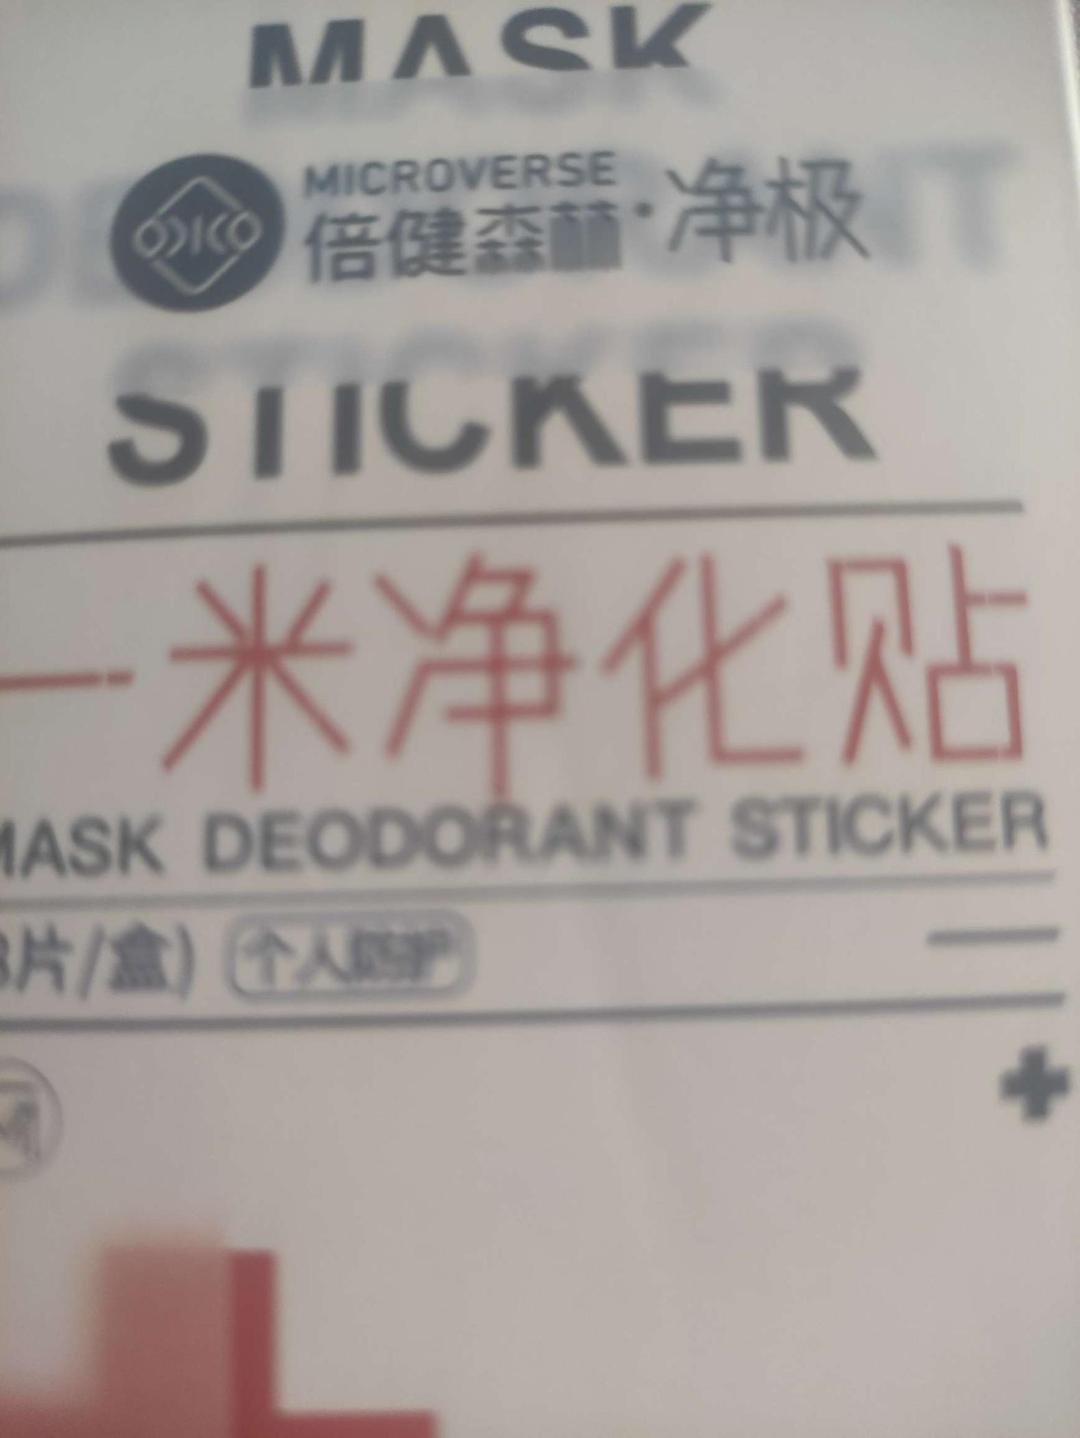 MASK
MICROVERSE
倍健森林·净极
STICKER
一米净化贴
MASK DEODORANT STICKER
片/盒)
个人防护